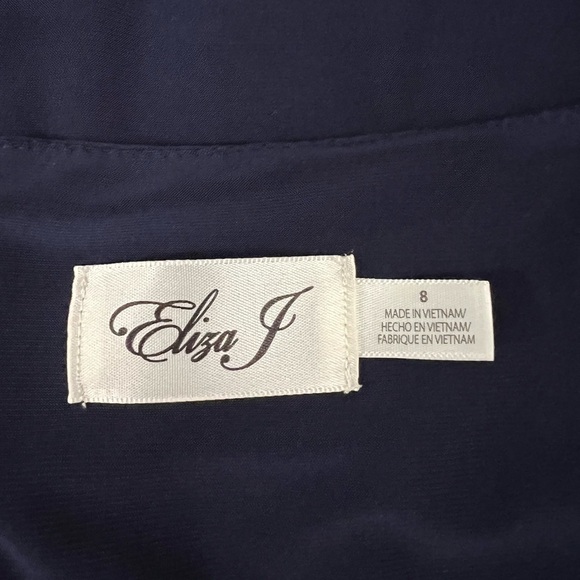 Eliza J
8
MADE IN VIETNAM/
HECHO EN VIETNAM/
FABRIQUE EN VIETNAM